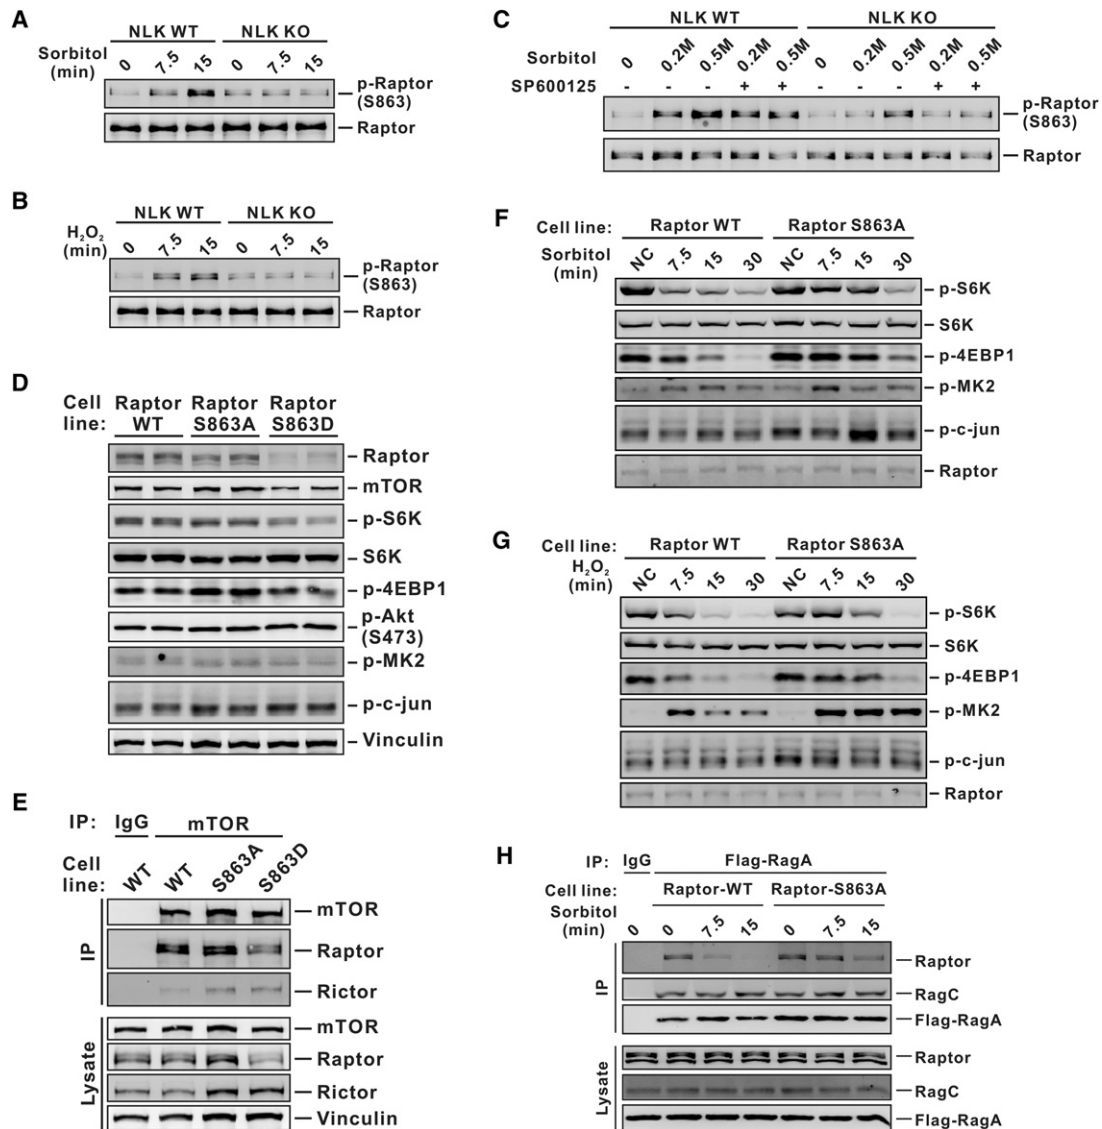 A
NLK WT NLK KO
Sorbitol
(min) 0 7.5 15 0 7.5 15
p-Raptor
(S863)
Raptor
B
NLK WT NLK KO
H2O2
(min) 0 7.5 15 0 7.5 15
p-Raptor
(S863)
Raptor
C
NLK WT NLK KO
Sorbitol 0 0.2M 0.5M 0.2M 0.5M 0 0.2M 0.5M 0.2M 0.5M
SP600125 - - - + + - - - + +
p-Raptor
(S863)
Raptor
D
Cell Raptor Raptor Raptor
line: WT S863A S863D
Raptor
mTOR
p-S6K
S6K
p-4EBP1
p-Akt
(S473)
p-MK2
p-c-jun
Vinculin
E
IP: IgG mTOR
Cell
line: WT WT S863A S863D
IP
mTOR
Raptor
Rictor
Lysate
mTOR
Raptor
Rictor
Vinculin
F
Cell line: Raptor WT Raptor S863A
Sorbitol
(min) NC 7.5 15 30 NC 7.5 15 30
p-S6K
S6K
p-4EBP1
p-MK2
p-c-jun
Raptor
G
Cell line: Raptor WT Raptor S863A
H2O2
(min) NC 7.5 15 30 NC 7.5 15 30
p-S6K
S6K
p-4EBP1
p-MK2
p-c-jun
Raptor
H
IP: IgG Flag-RagA
Cell line: Raptor-WT Raptor-S863A
Sorbitol
(min) 0 0 7.5 15 0 7.5 15
IP
Raptor
RagC
Flag-RagA
Lysate
Raptor
RagC
Flag-RagA